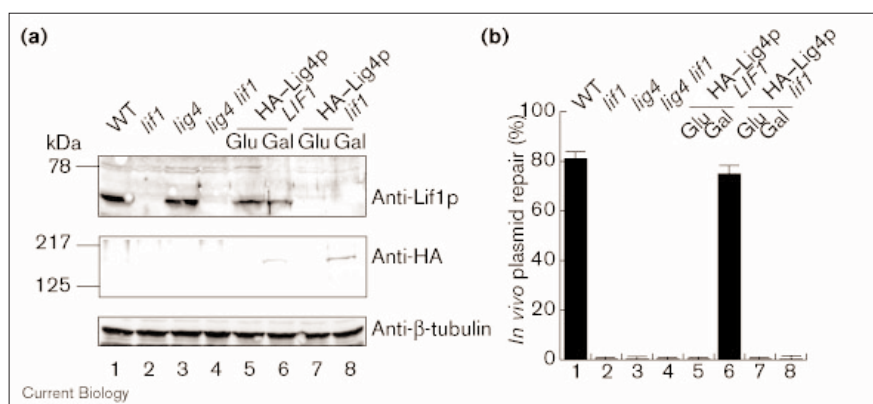 (a)
WT
lif1
lig4
lig4 lif1
HA–Lig4p
LIF1
HA–Lig4p
lif1
kDa
Glu Gal Glu Gal
78
Anti-Lif1p
217
Anti-HA
125
Anti-β-tubulin
1 2 3 4 5 6 7 8
Current Biology
(b)
WT
lif1
lig4
lig4 lif1
HA–Lig4p
LIF1
HA–Lig4p
lif1
Glu
Gal
Glu
Gal
In vivo plasmid repair (%)
100
80
60
40
20
0
1 2 3 4 5 6 7 8